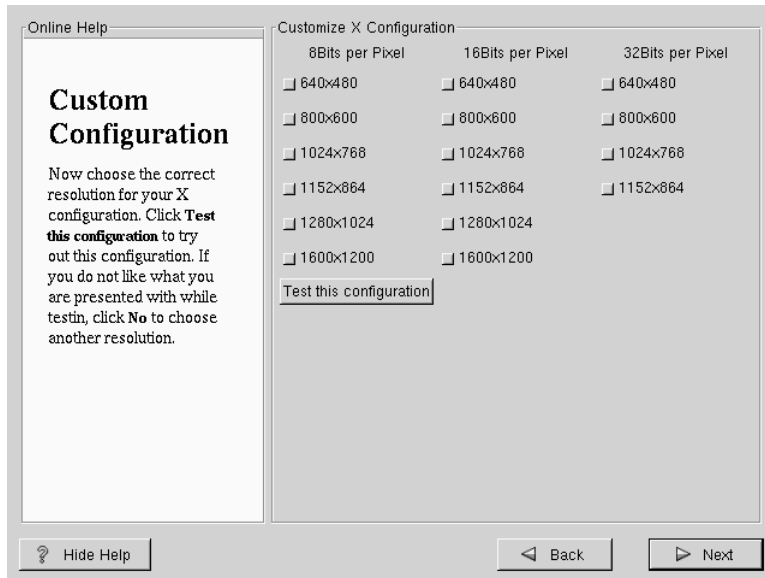 Online Help
Custom
Configuration
Now choose the correct
resolution for your X
configuration. Click Test
this configuration to try
out this configuration. If
you do not like what you
are presented with while
testin, click No to choose
another resolution.
Customize X Configuration
8Bits per Pixel 16Bits per Pixel 32Bits per Pixel
640x480 640x480 640x480
800x600 800x600 800x600
1024x768 1024x768 1024x768
1152x864 1152x864 1152x864
1280x1024 1280x1024
1600x1200 1600x1200
Test this configuration
? Hide Help Back Next